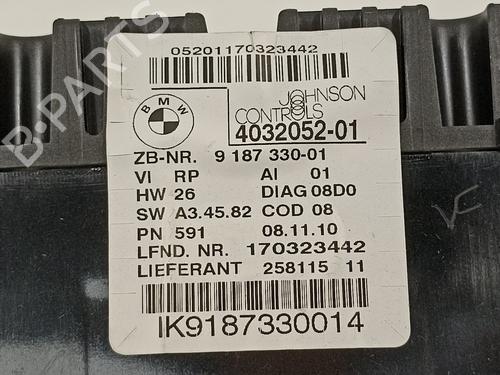 05201170323442
BMW
JOHNSON
CONTROLS
4032052-01
ZB-NR. 9 187 330-01
VI RP AI 01
HW 26 DIAG 08D0
SW A3.45.82 COD 08
PN 591 08.11.10
LFND. NR. 170323442
LIEFERANT 258115 11
IK9187330014
B-Parts